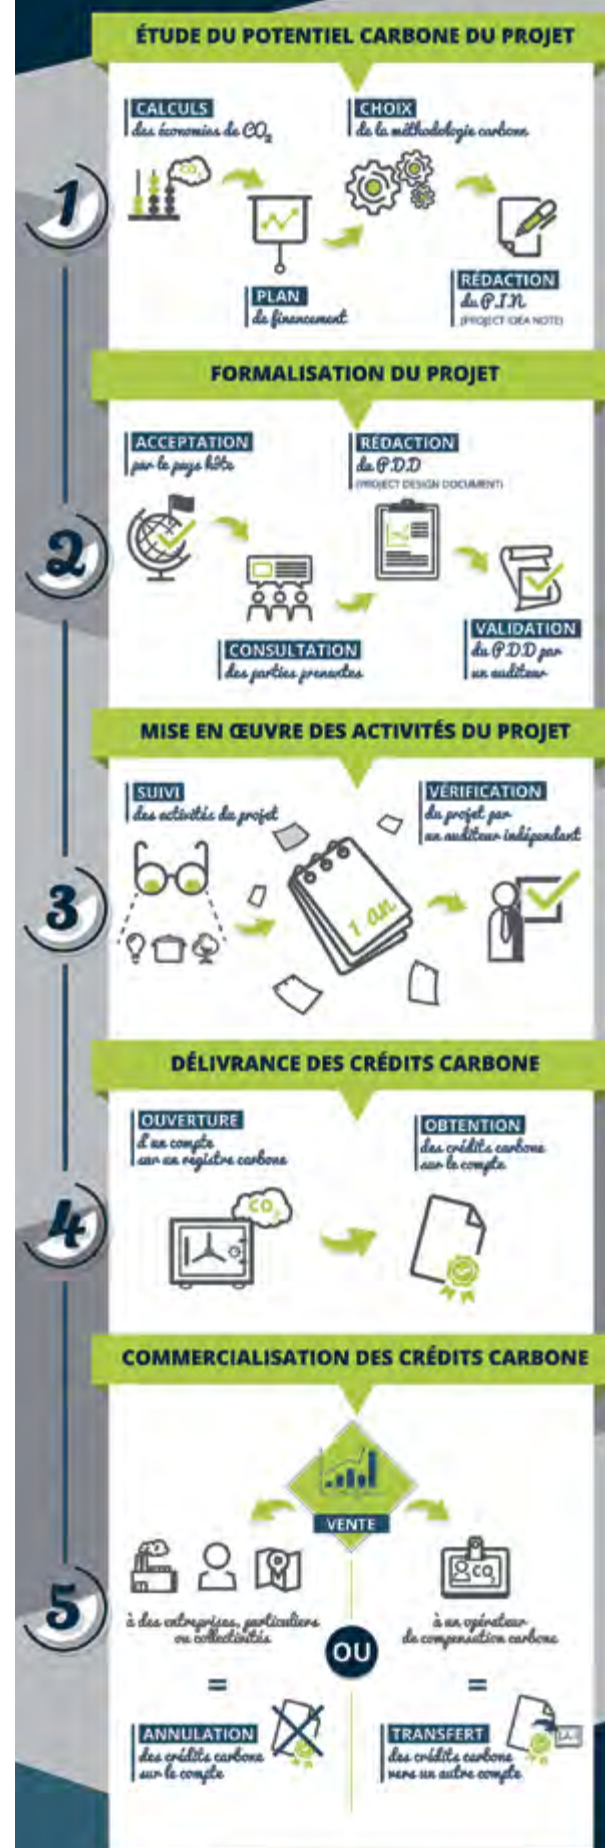 ÉTUDE DU POTENTIEL CARBONE DU PROJET
1
CALCULS
des économies de CO2
CO2
PLAN
de financement
CHOIX
de la méthodologie carbone
RÉDACTION
du P.I.N.
(PROJECT IDEA NOTE)
FORMALISATION DU PROJET
2
ACCEPTATION
par le pays hôte
CONSULTATION
des parties prenantes
RÉDACTION
du P.D.D
(PROJECT DESIGN DOCUMENT)
VALIDATION
du P.D.D par
un auditeur
MISE EN ŒUVRE DES ACTIVITÉS DU PROJET
3
SUIVI
des activités du projet
1 an
VÉRIFICATION
du projet par
un auditeur indépendant
DÉLIVRANCE DES CRÉDITS CARBONE
4
OUVERTURE
d'un compte
sur un registre carbone
CO2
OBTENTION
des crédits carbone
sur le compte
COMMERCIALISATION DES CRÉDITS CARBONE
5
VENTE
à des entreprises, particuliers
ou collectivités
=
ANNULATION
des crédits carbone
sur le compte
OU
CO2
à un opérateur
de compensation carbone
=
TRANSFERT
des crédits carbone
vers un autre compte